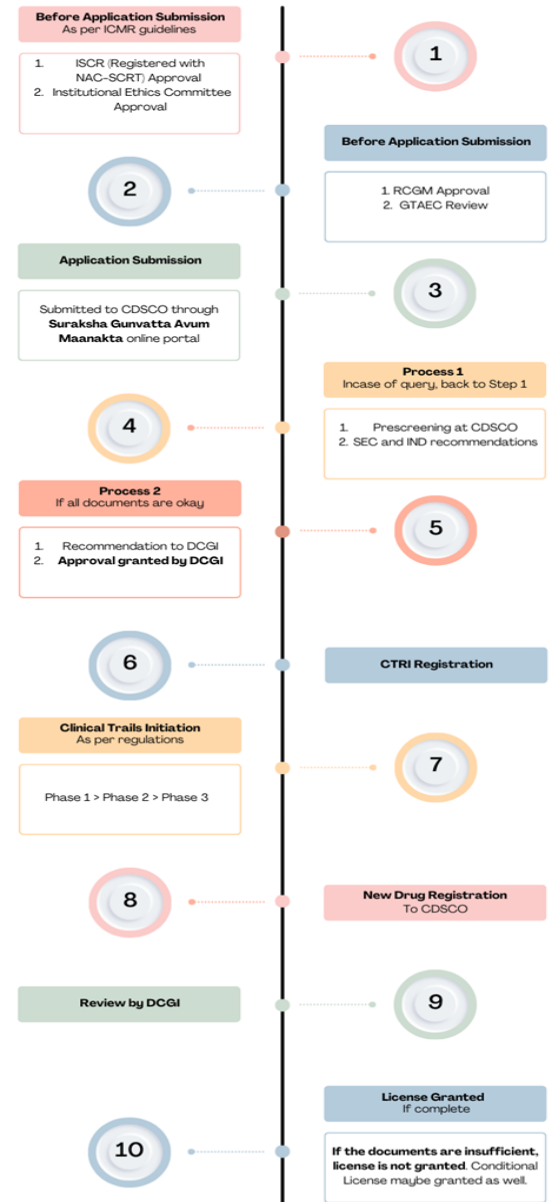 Before Application Submission
As per ICMR guidelines
1. ISCR (Registered with
NAC-SCRT) Approval
2. Institutional Ethics Committee
Approval
1
Before Application Submission
1. RCGM Approval
2. GTAEC Review
2
Application Submission
Submitted to CDSCO through
Suraksha Gunvatta Avum
Maanakta online portal
3
Process 1
Incase of query, back to Step 1
1. Prescreening at CDSCO
2. SEC and IND recommendations
4
Process 2
If all documents are okay
1. Recommendation to DCGI
2. Approval granted by DCGI
5
6
CTRI Registration
Clinical Trails Initiation
As per regulations
Phase 1 > Phase 2 > Phase 3
7
8
New Drug Registration
To CDSCO
Review by DCGI
9
License Granted
If complete
10
If the documents are insufficient,
license is not granted. Conditional
License maybe granted as well.